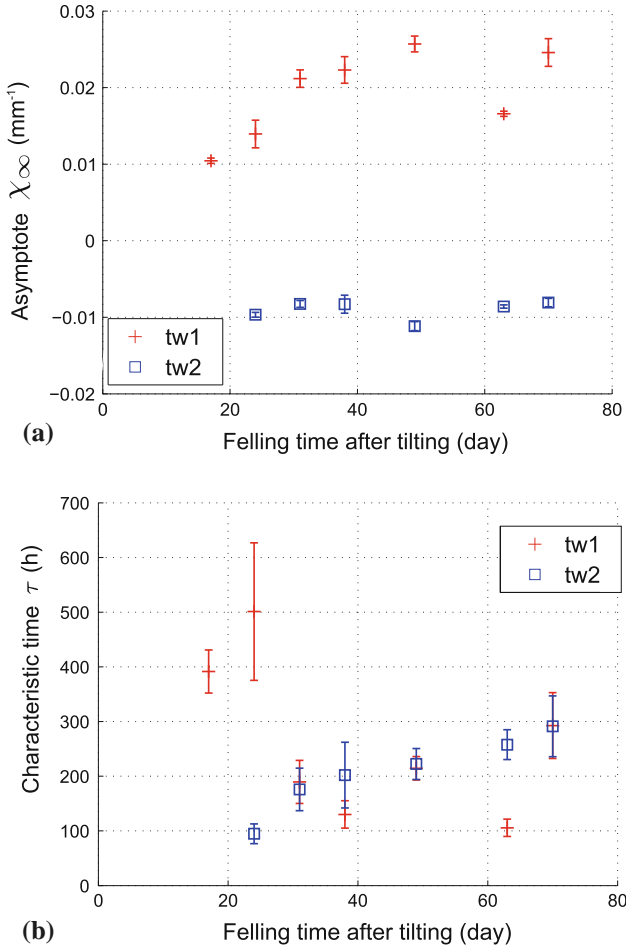 0.03
0.02
0.01
0
−0.01
−0.02
Asymptote χ∞ (mm-1)
tw1
tw2
0 20 40 60 80
Felling time after tilting (day)
(a)
700
600
500
400
300
200
100
0
Characteristic time τ (h)
tw1
tw2
0 20 40 60 80
Felling time after tilting (day)
(b)